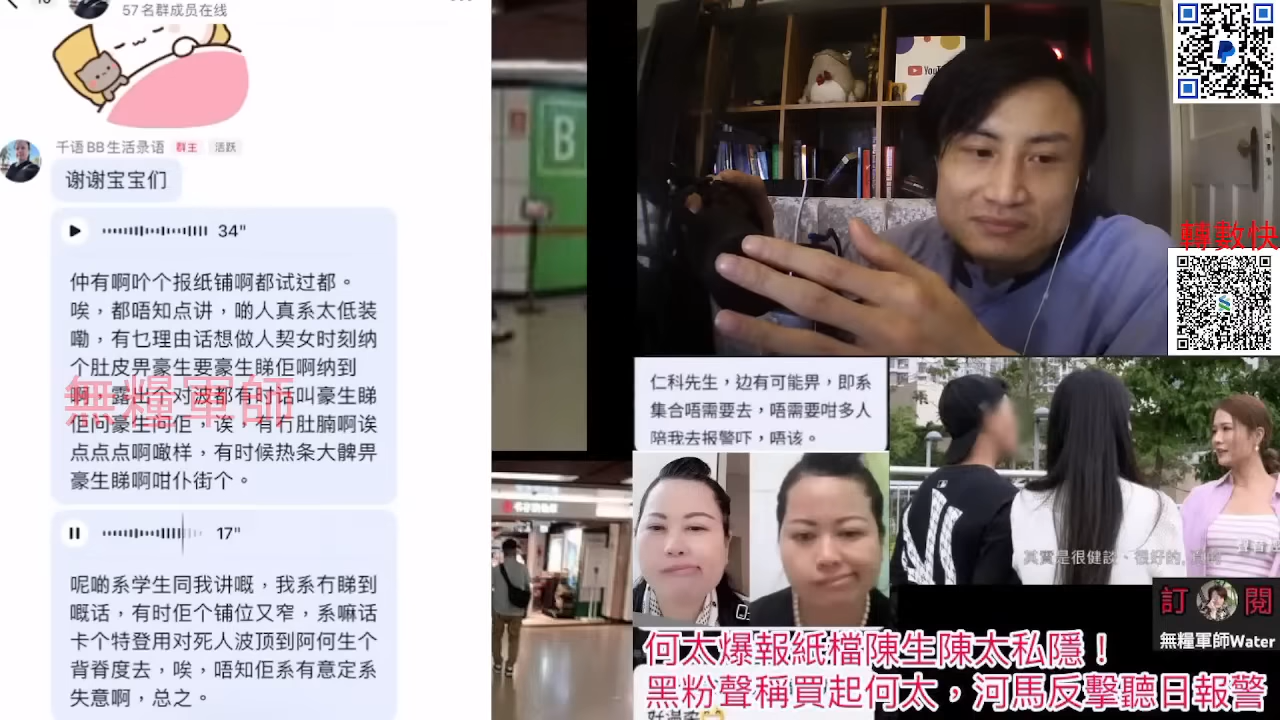 57名群成员在线
千语BB生活录语 群主 活跃
谢谢宝宝们
34"
仲有啊吤个报纸铺啊都试过都。
唉，都唔知点讲，啲人真系太低装
嘞，有乜理由话想做人契女时刻纳
个肚皮畀豪生要豪生睇佢啊纳到
啊，露出个对波都有时话叫豪生睇
佢问豪生问佢，诶，有冇肚腩啊诶
点点点啊噉样，有时候热条大髀畀
豪生睇啊咁仆街个。
無糧軍師
17"
呢啲系学生同我讲嘅，我系冇睇到
嘅话，有时佢个铺位又窄，系嘛话
卡个特登用对死人波顶到阿何生个
背脊度去，唉，唔知佢系有意定系
失意啊，总之。
B
轉數快
仁科先生，边有可能畀，即系
集合唔需要去，唔需要咁多人
陪我去报警吓，唔该。
其實是很健談、很好的,
訂 閱
無糧軍師Water
何太爆報紙檔陳生陳太私隱！
黑粉聲稱買起何太，河馬反擊聽日報警